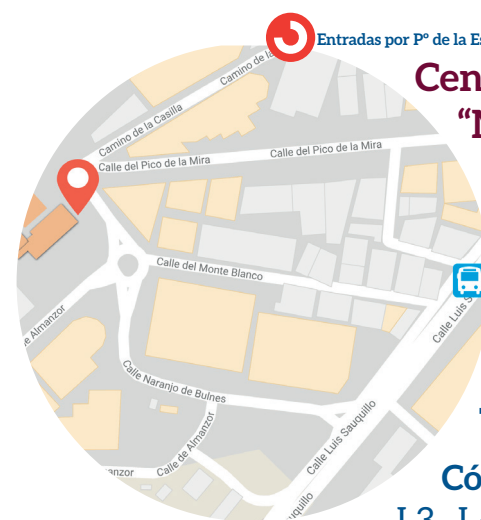 Entradas por Pº de la Es
Cen
“N
Camino de la
Camino de la Casilla
Calle del Pico de la Mira
Calle del Pico de la Mira
Calle del Monte Blanco
Calle Luis S
de Almanzor
Calle Naranjo de Bulnes
Calle Luis Sauquillo
Calle de Almanzor
anzor
quillo
Có